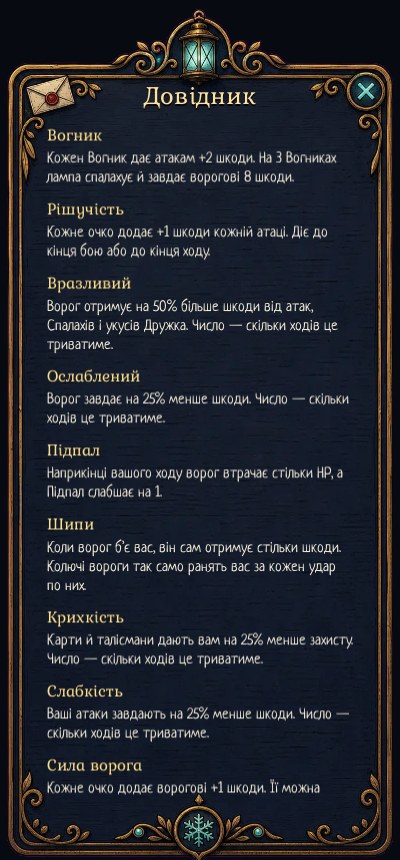 Довідник
Вогник
Кожен Вогник дає атакам +2 шкоди. На 3 Вогниках
лампа спалахує й завдає ворогові 8 шкоди.
Рішучість
Кожне очко додає +1 шкоди кожній атаці. Діє до
кінця бою або до кінця ходу.
Вразливий
Ворог отримує на 50% більше шкоди від атак,
Спалахів і укусів Дружка. Число — скільки ходів це
триватиме.
Ослаблений
Ворог завдає на 25% менше шкоди. Число — скільки
ходів це триватиме.
Підпал
Наприкінці вашого ходу ворог втрачає стільки HP, а
Підпал слабшає на 1.
Шипи
Коли ворог б'є вас, він сам отримує стільки шкоди.
Колючі вороги так само ранять вас за кожен удар
по них.
Крихкість
Карти й талісмани дають вам на 25% менше захисту.
Число — скільки ходів це триватиме.
Слабкість
Ваші атаки завдають на 25% менше шкоди. Число —
скільки ходів це триватиме.
Сила ворога
Кожне очко додає ворогові +1 шкоди. Її можна